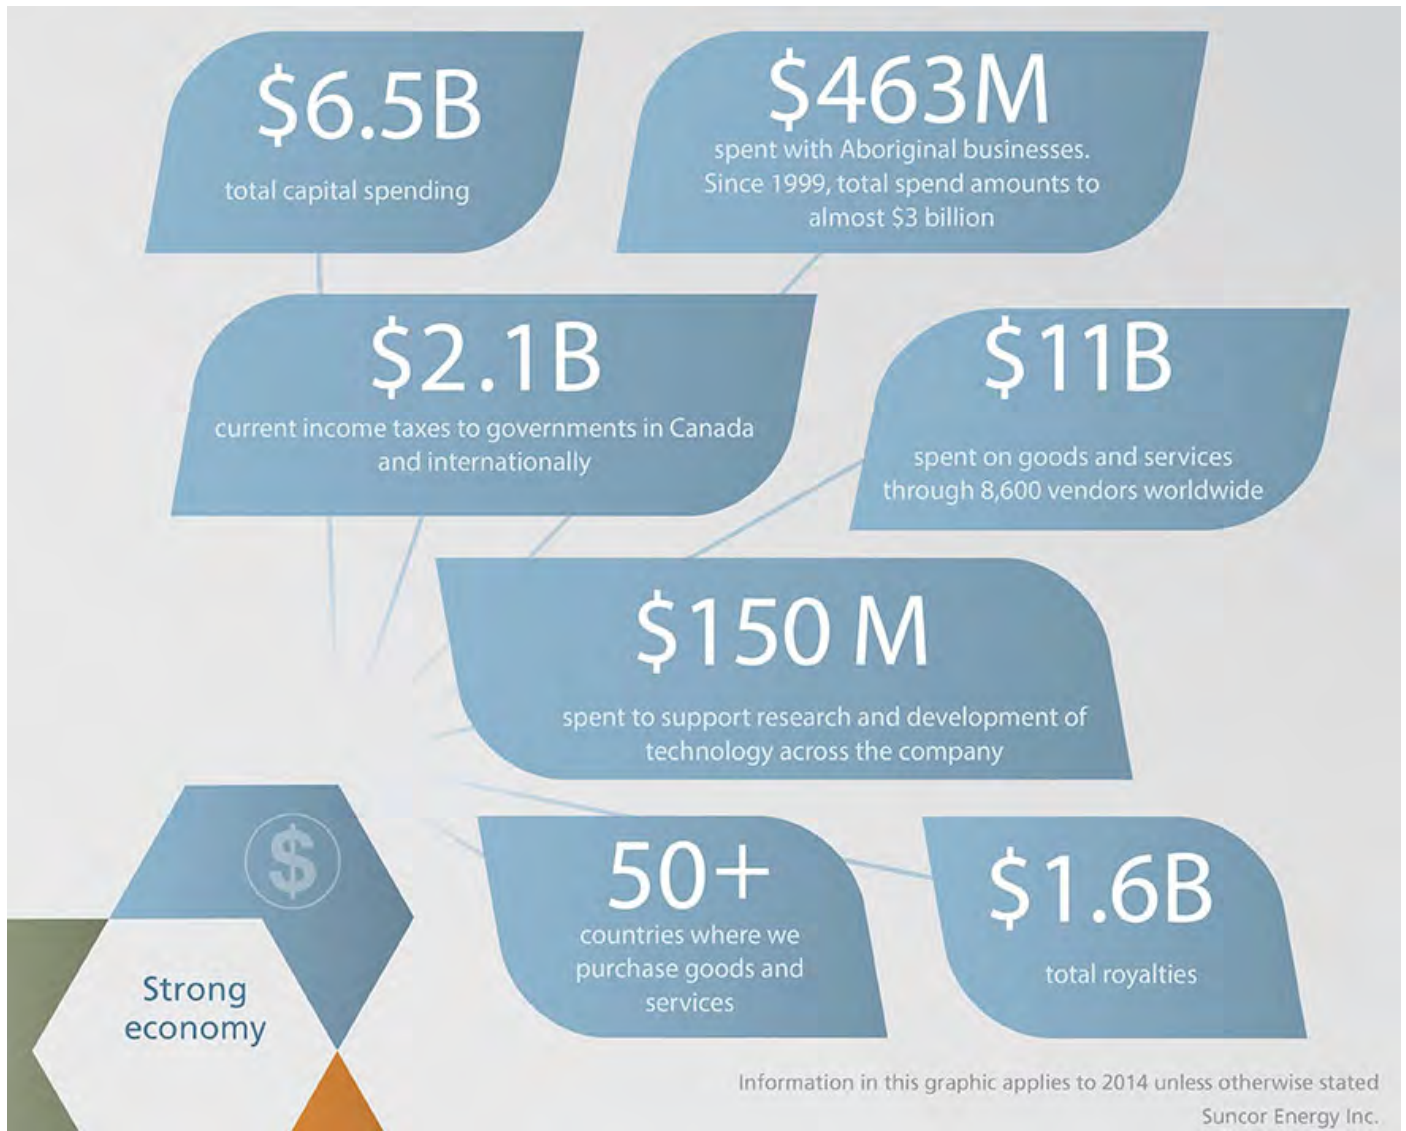 $6.5B
total capital spending
$463M
spent with Aboriginal businesses.
Since 1999, total spend amounts to
almost $3 billion
$2.1B
current income taxes to governments in Canada
and internationally
$11B
spent on goods and services
through 8,600 vendors worldwide
$150 M
spent to support research and development of
technology across the company
50+
countries where we
purchase goods and
services
$1.6B
total royalties
$
Strong
economy
Information in this graphic applies to 2014 unless otherwise stated
Suncor Energy Inc.